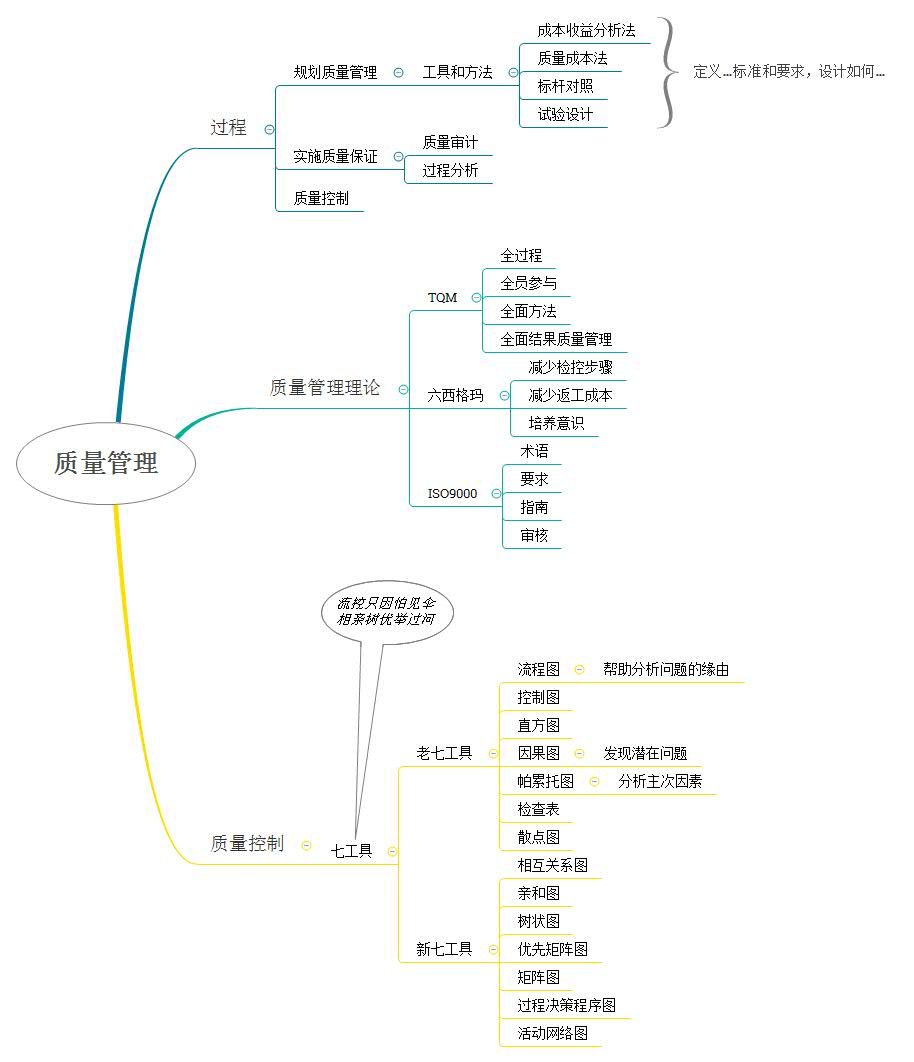 质量管理
过程
规划质量管理
工具和方法
成本收益分析法
质量成本法
标杆对照
试验设计
定义...标准和要求，设计如何...
实施质量保证
质量审计
过程分析
质量控制
质量管理理论
TQM
全过程
全员参与
全面方法
全面结果质量管理
六西格玛
减少检控步骤
减少返工成本
培养意识
ISO9000
术语
要求
指南
审核
质量控制
七工具
流控只因怕见伞
相亲树优举过河
老七工具
流程图
帮助分析问题的缘由
控制图
直方图
因果图
发现潜在问题
帕累托图
分析主次因素
检查表
散点图
新七工具
相互关系图
亲和图
树状图
优先矩阵图
矩阵图
过程决策程序图
活动网络图